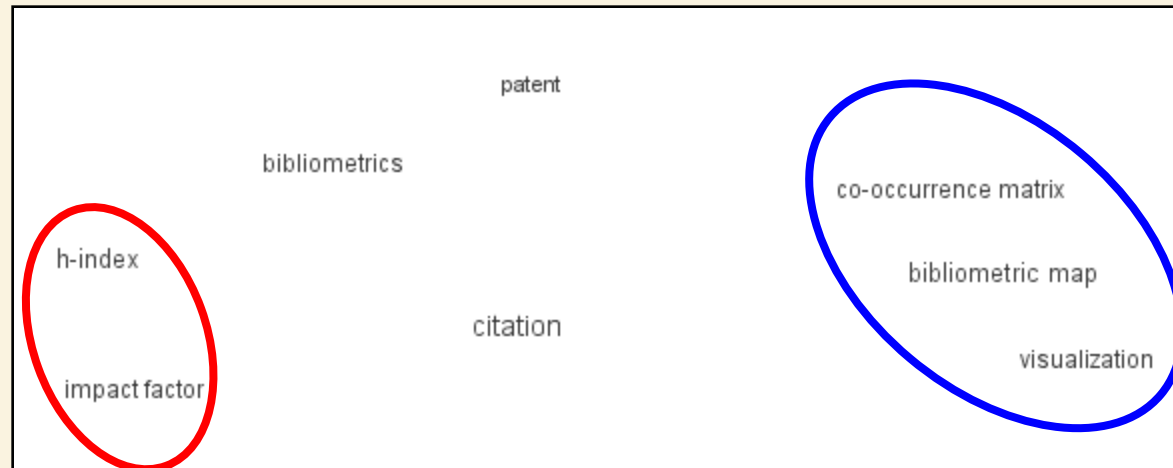 patent
bibliometrics
co-occurrence matrix
h-index
bibliometric map
citation
visualization
impact factor